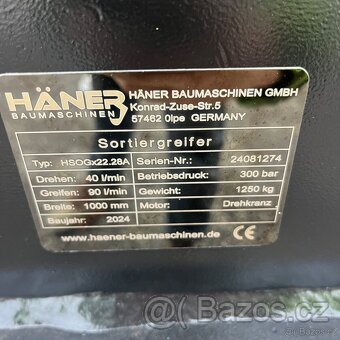 HÄNER
BAUMASCHINEN
HÄNER BAUMASCHINEN GMBH
Konrad-Zuse-Str.5
57462 Olpe GERMANY
Sortiergreifer
Typ: HSOGx22.28A Serien-Nr.: 24081274
Drehen: 40 l/min Betriebsdruck: 300 bar
Greifen: 90 l/min Gewicht: 1250 kg
Breite: 1000 mm Motor: Drehkranz
Baujahr: 2024
www.haener-baumaschinen.de CE
Bazos.cz